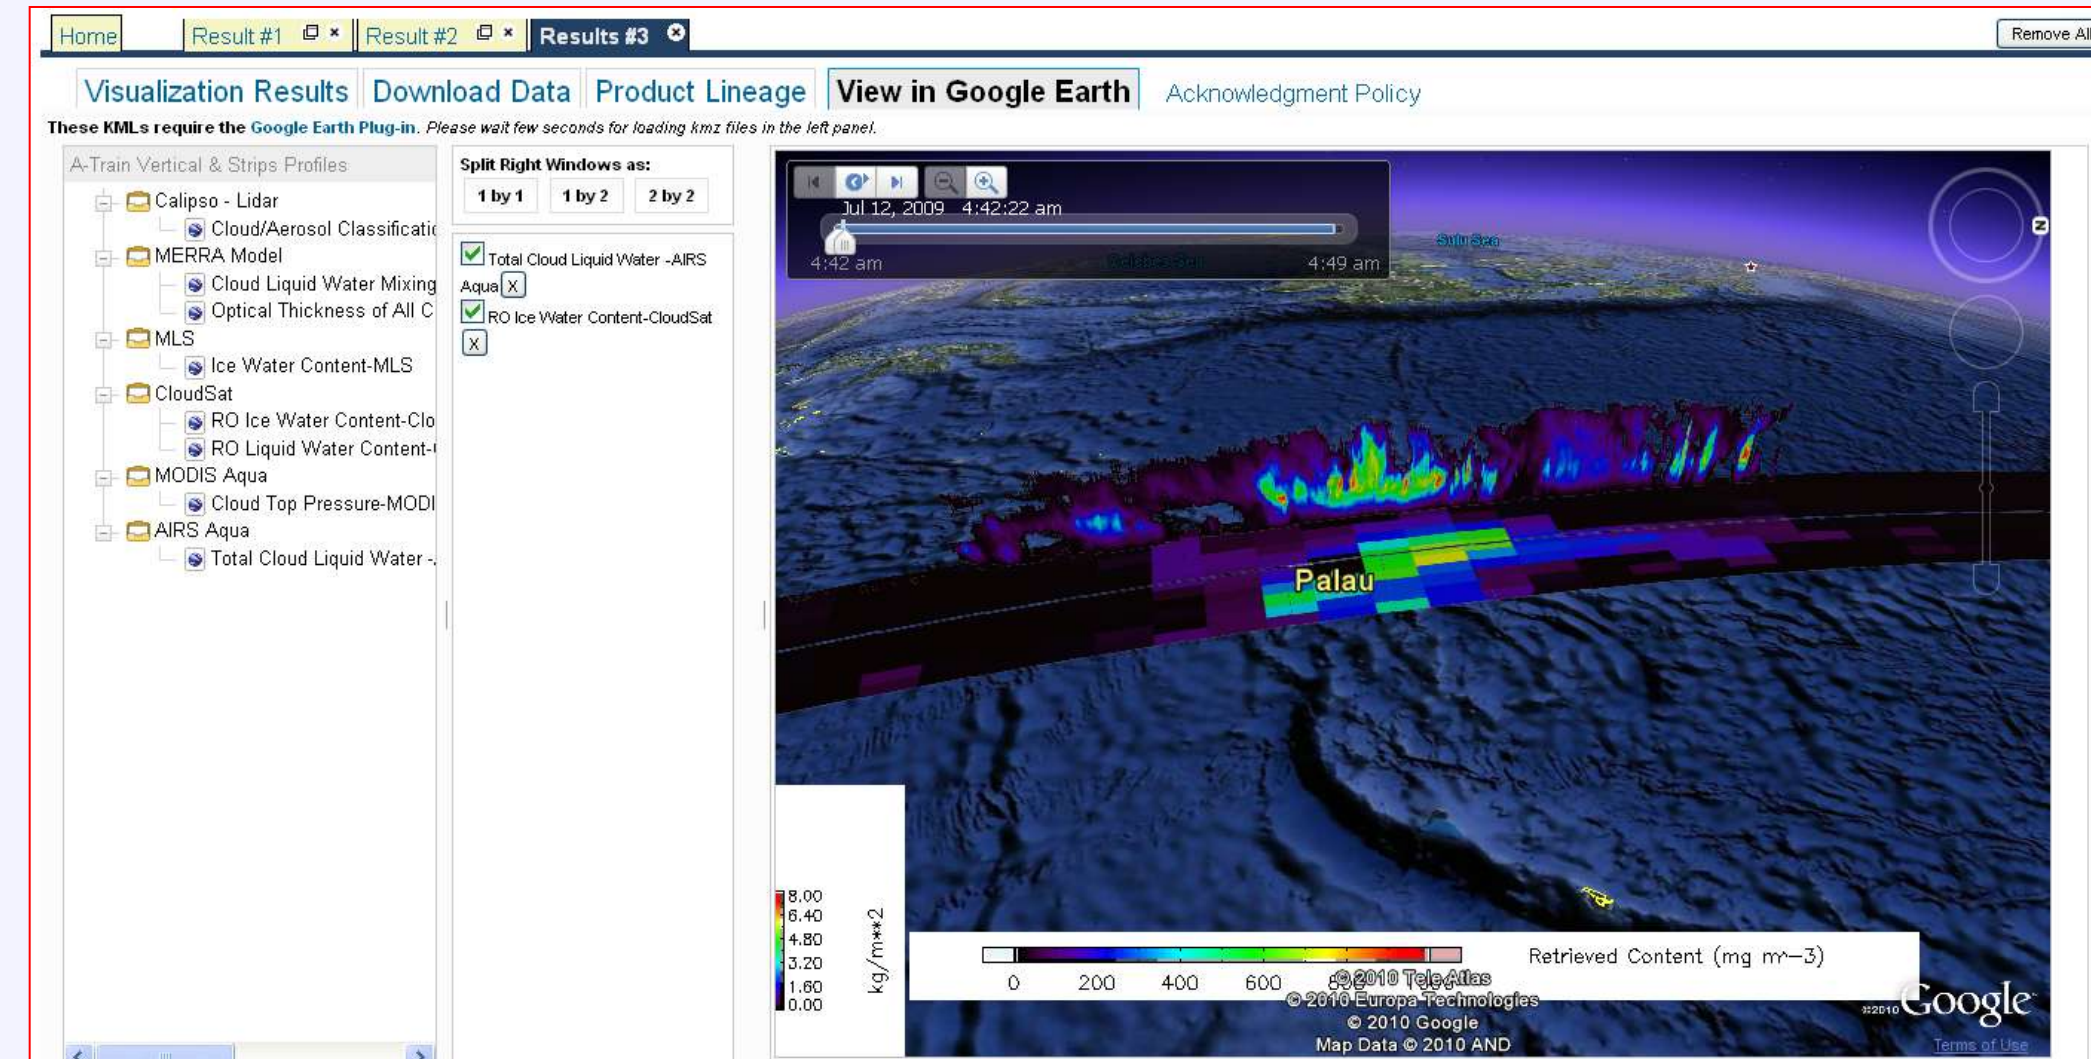 Home
Result #1
Result #2
Results #3
Remove All
Visualization Results
Download Data
Product Lineage
View in Google Earth
Acknowledgment Policy
These KMLs require the Google Earth Plug-in. Please wait few seconds for loading kmz files in the left panel.
A-Train Vertical & Strips Profiles
Calipso - Lidar
Cloud/Aerosol Classificatic
MERRA Model
Cloud Liquid Water Mixing
Optical Thickness of All C
MLS
Ice Water Content-MLS
CloudSat
RO Ice Water Content-Clo
RO Liquid Water Content-
MODIS Aqua
Cloud Top Pressure-MODI
AIRS Aqua
Total Cloud Liquid Water -
Split Right Windows as:
1 by 1
1 by 2
2 by 2
Total Cloud Liquid Water -AIRS
Aqua X
RO Ice Water Content-CloudSat
X
Jul 12, 2009 4:42:22 am
4:42 am
4:49 am
Sulu Sea
N
Palau
8.00
6.40
4.80
3.20
1.60
0.00
kg/m**2
0 200 400 600
Retrieved Content (mg m^-3)
© 2010 Tele Atlas
© 2010 Europa Technologies
© 2010 Google
Map Data © 2010 AND
©2010 Google
Terms of Use